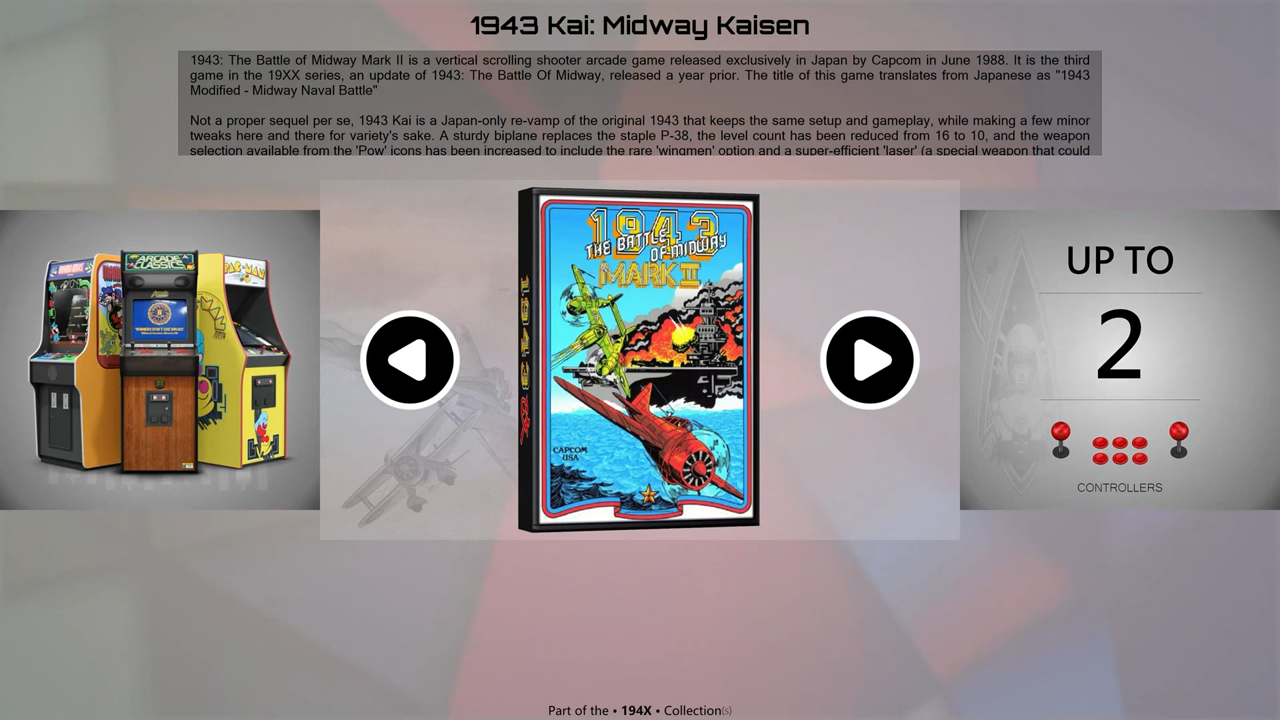 1943 Kai: Midway Kaisen
1943: The Battle of Midway Mark II is a vertical scrolling shooter arcade game released exclusively in Japan by Capcom in June 1988. It is the third
game in the 19XX series, an update of 1943: The Battle Of Midway, released a year prior. The title of this game translates from Japanese as "1943
Modified - Midway Naval Battle"
Not a proper sequel per se, 1943 Kai is a Japan-only re-vamp of the original 1943 that keeps the same setup and gameplay, while making a few minor
tweaks here and there for variety's sake. A sturdy biplane replaces the staple P-38, the level count has been reduced from 16 to 10, and the weapon
selection available from the 'Pow' icons has been increased to include the rare 'wingmen' option and a super-efficient 'laser' (a special weapon that could
ARCADE
CLASSICS
PAC-MAN
1943
THE BATTLE
OF MIDWAY
MARK II
CAPCOM
USA
UP TO
2
CONTROLLERS
Part of the • 194X • Collection(s)